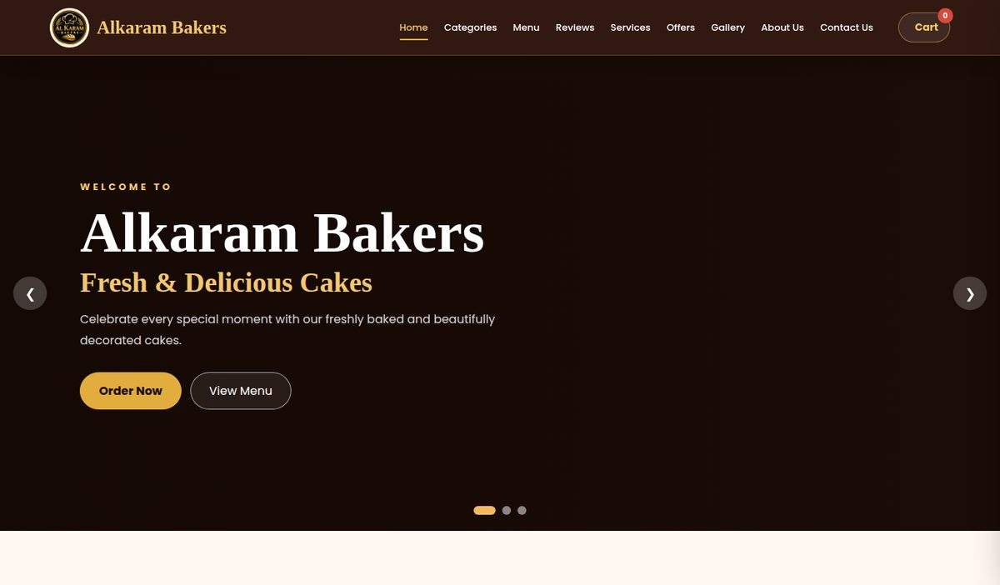 AL KARAM
BAKERY
Alkaram Bakers
Home
Categories
Menu
Reviews
Services
Offers
Gallery
About Us
Contact Us
Cart
0
WELCOME TO
Alkaram Bakers
Fresh & Delicious Cakes
Celebrate every special moment with our freshly baked and beautifully
decorated cakes.
Order Now
View Menu